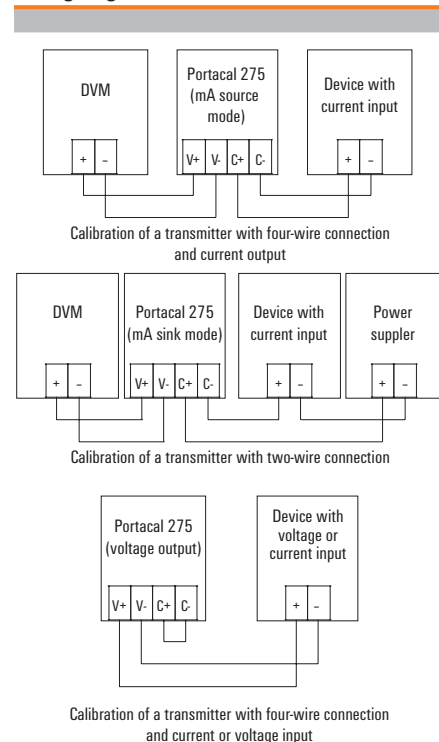 DVM
Portacal 275
(mA source
mode)
Device with
current input
+ –
V+ V- C+ C-
+ –
Calibration of a transmitter with four-wire connection
and current output
DVM
Portacal 275
(mA sink mode)
Device with
current input
Power
suppler
+ –
V+ V- C+ C-
+ –
+ –
Calibration of a transmitter with two-wire connection
Portacal 275
(voltage output)
Device with
voltage or
current input
V+ V- C+ C-
+ –
Calibration of a transmitter with four-wire connection
and current or voltage input